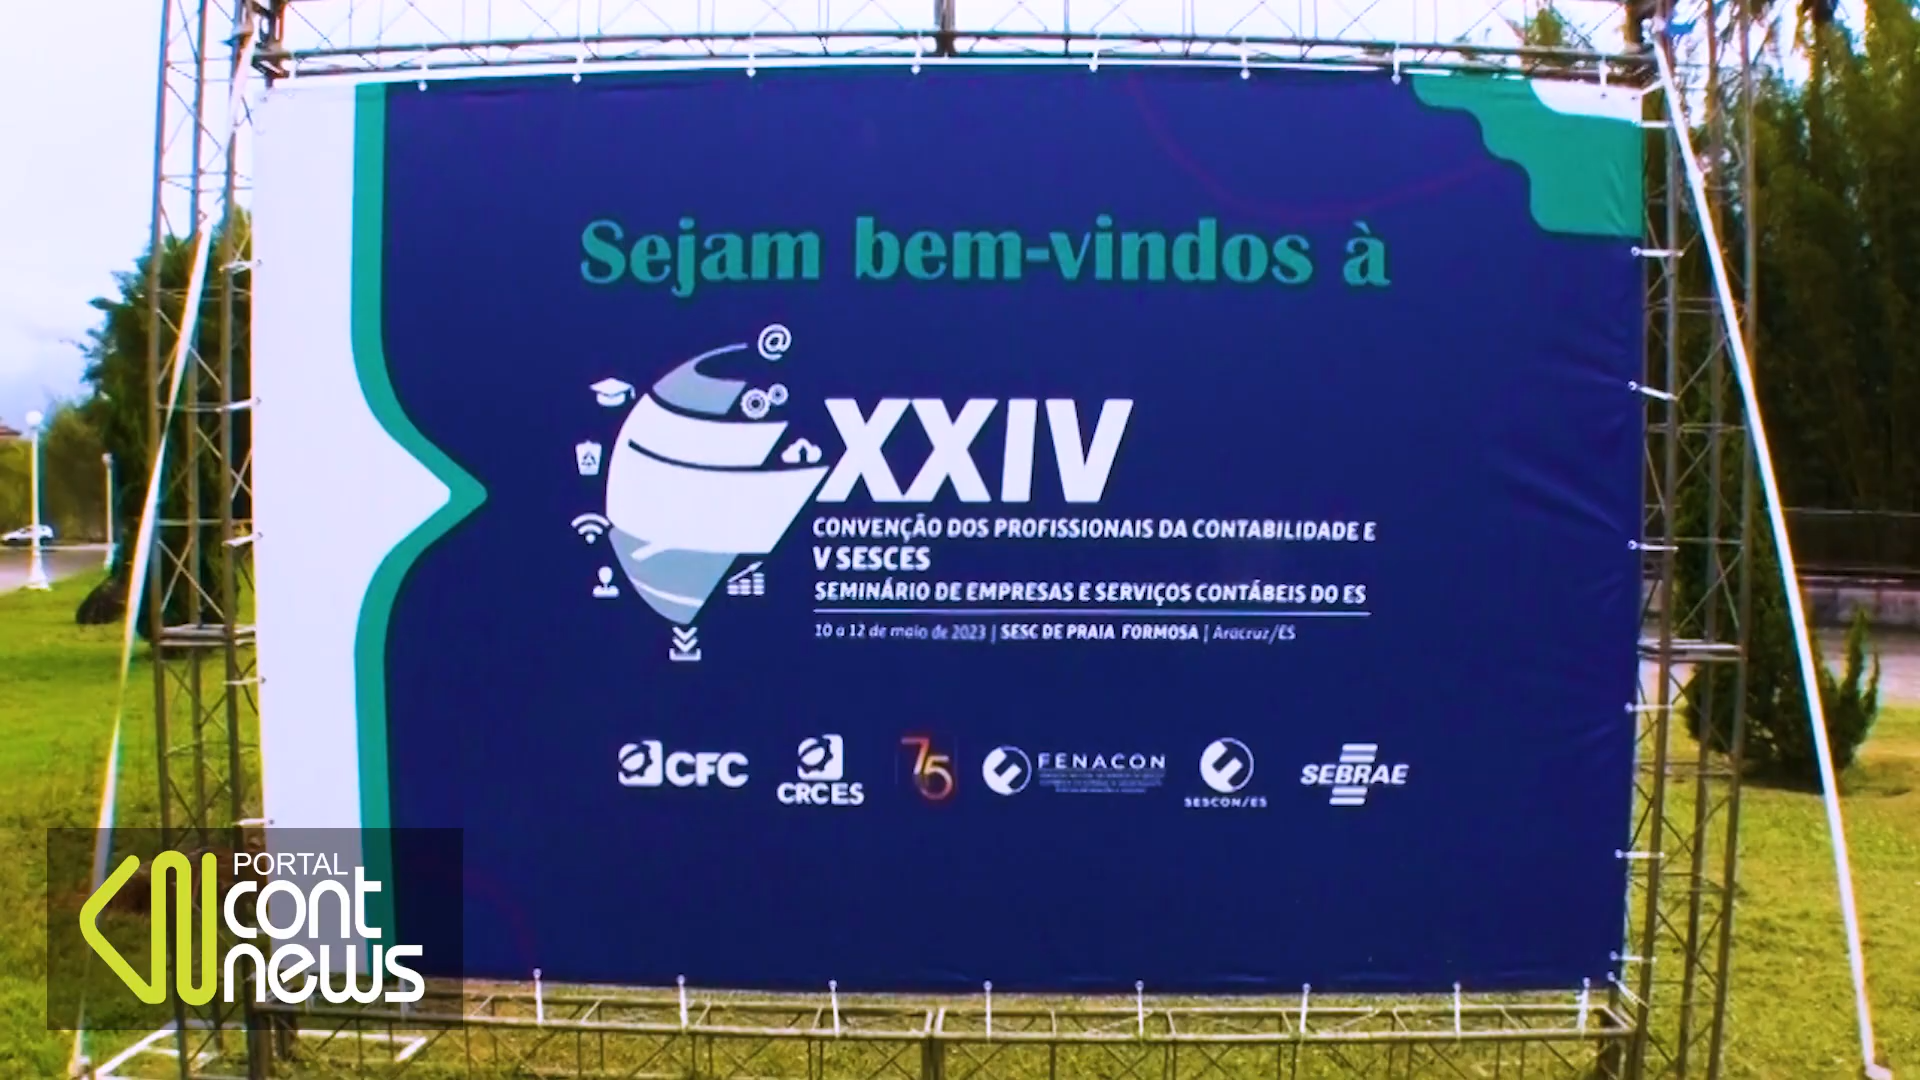 Sejam bem-vindos à
@
XXIV
CONVENÇÃO DOS PROFISSIONAIS DA CONTABILIDADE E
V SESCES
SEMINÁRIO DE EMPRESAS E SERVIÇOS CONTÁBEIS DO ES
10 a 12 de maio de 2023 | SESC DE PRAIA FORMOSA | Aracruz/ES
CFC
CRCES
75
FENACON
SESCON/ES
SEBRAE
PORTAL
cont
news